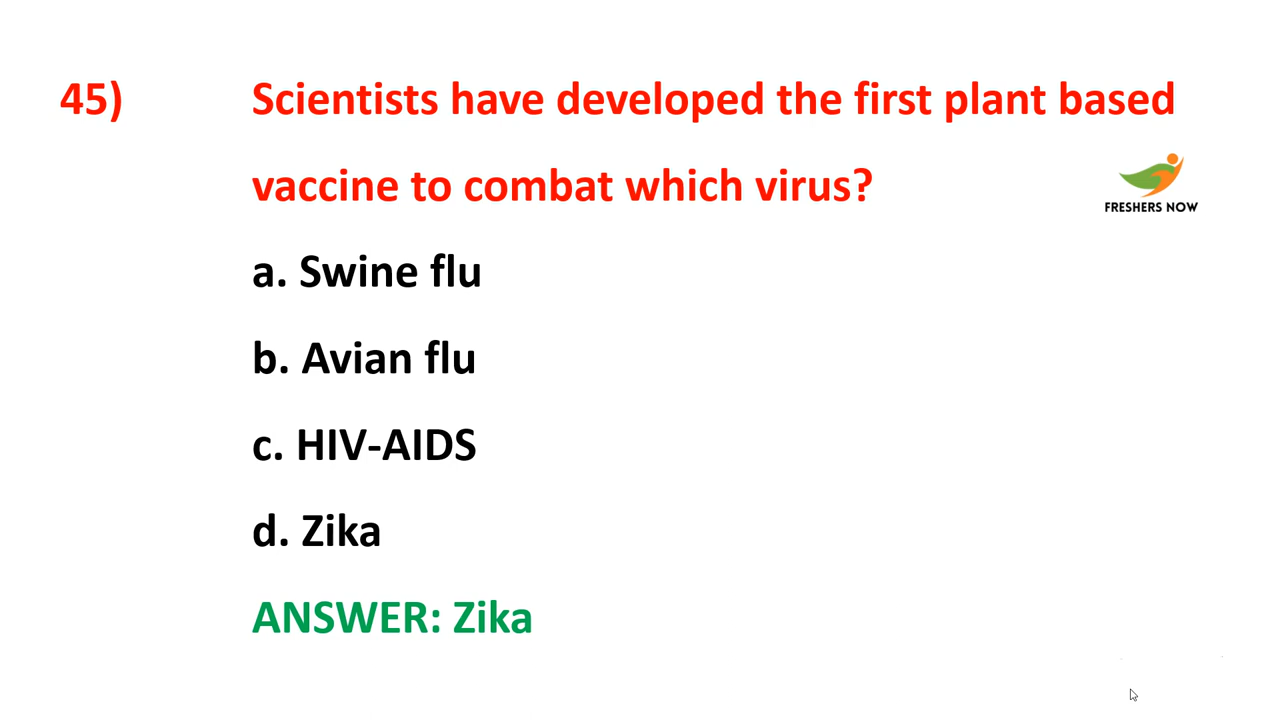 45) Scientists have developed the first plant based
vaccine to combat which virus?
FRESHERS NOW
a. Swine flu
b. Avian flu
c. HIV-AIDS
d. Zika
ANSWER: Zika